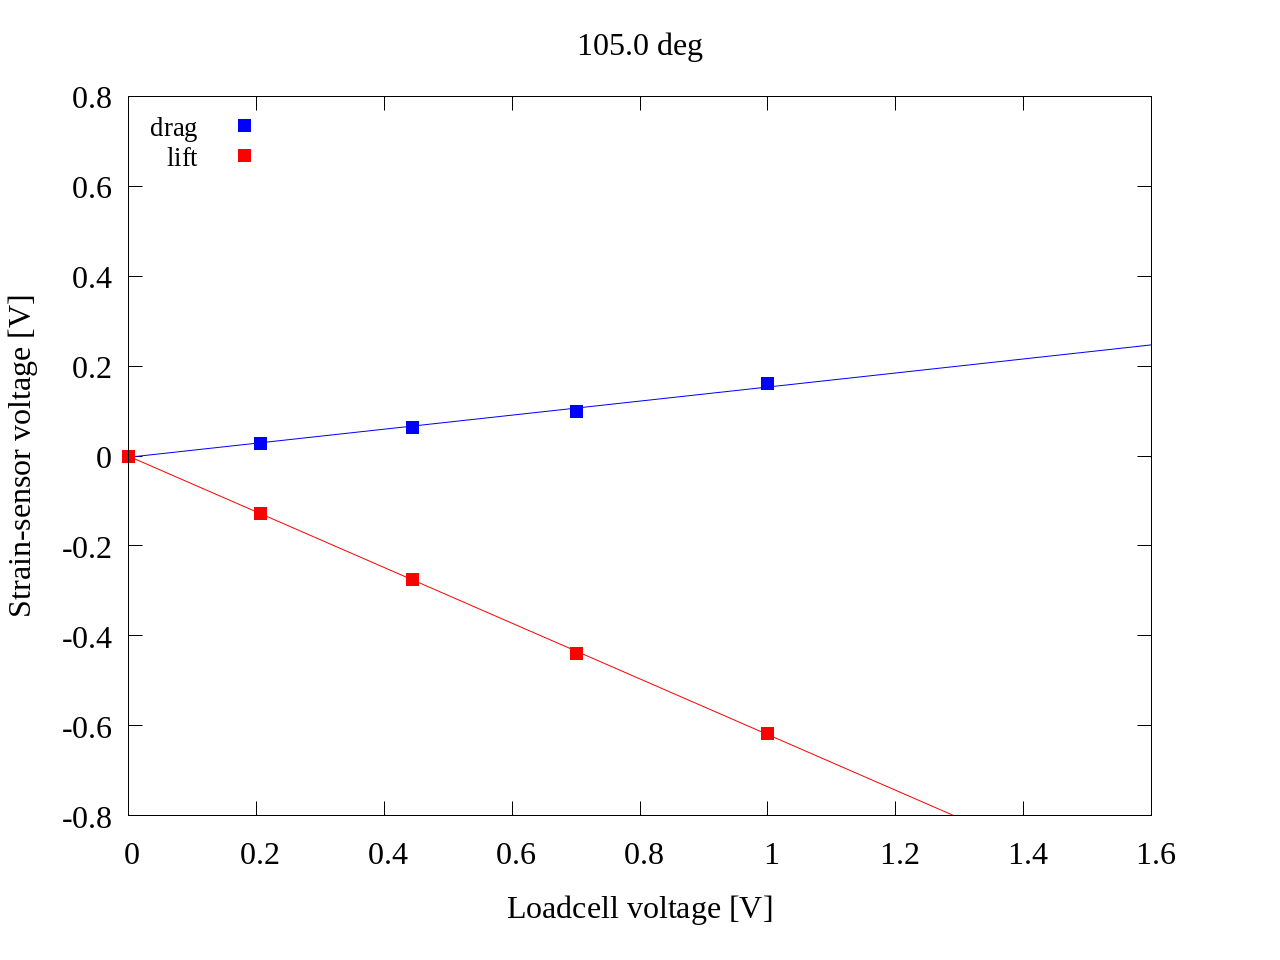 105.0 deg
drag
lift
0.8
0.6
0.4
0.2
0
-0.2
-0.4
-0.6
-0.8
Strain-sensor voltage [V]
0 0.2 0.4 0.6 0.8 1 1.2 1.4 1.6
Loadcell voltage [V]